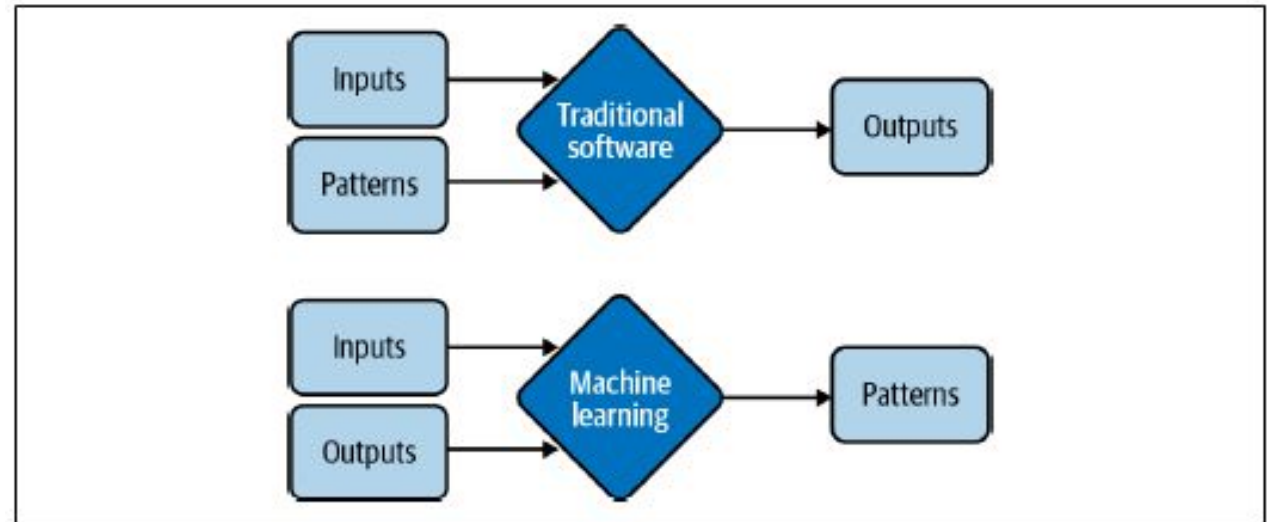 Inputs
Patterns
Traditional
software
Outputs
Inputs
Outputs
Machine
learning
Patterns